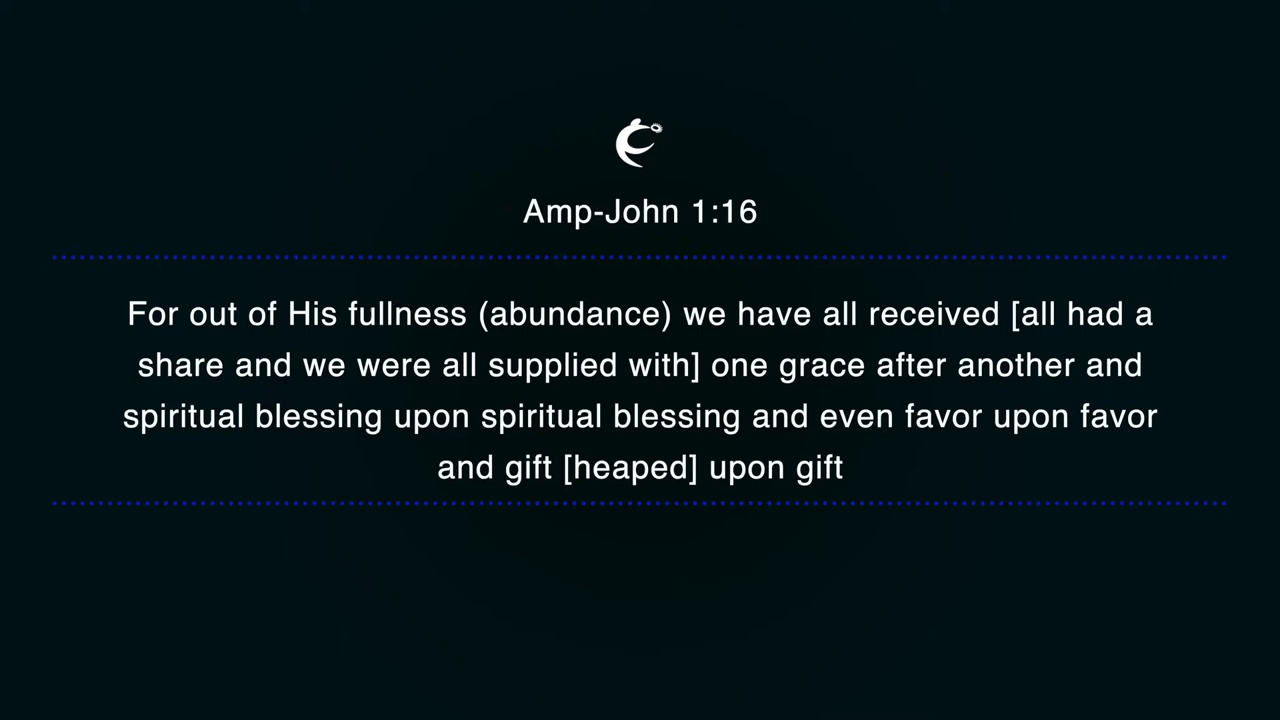 Amp-John 1:16
For out of His fullness (abundance) we have all received [all had a
share and we were all supplied with] one grace after another and
spiritual blessing upon spiritual blessing and even favor upon favor
and gift [heaped] upon gift